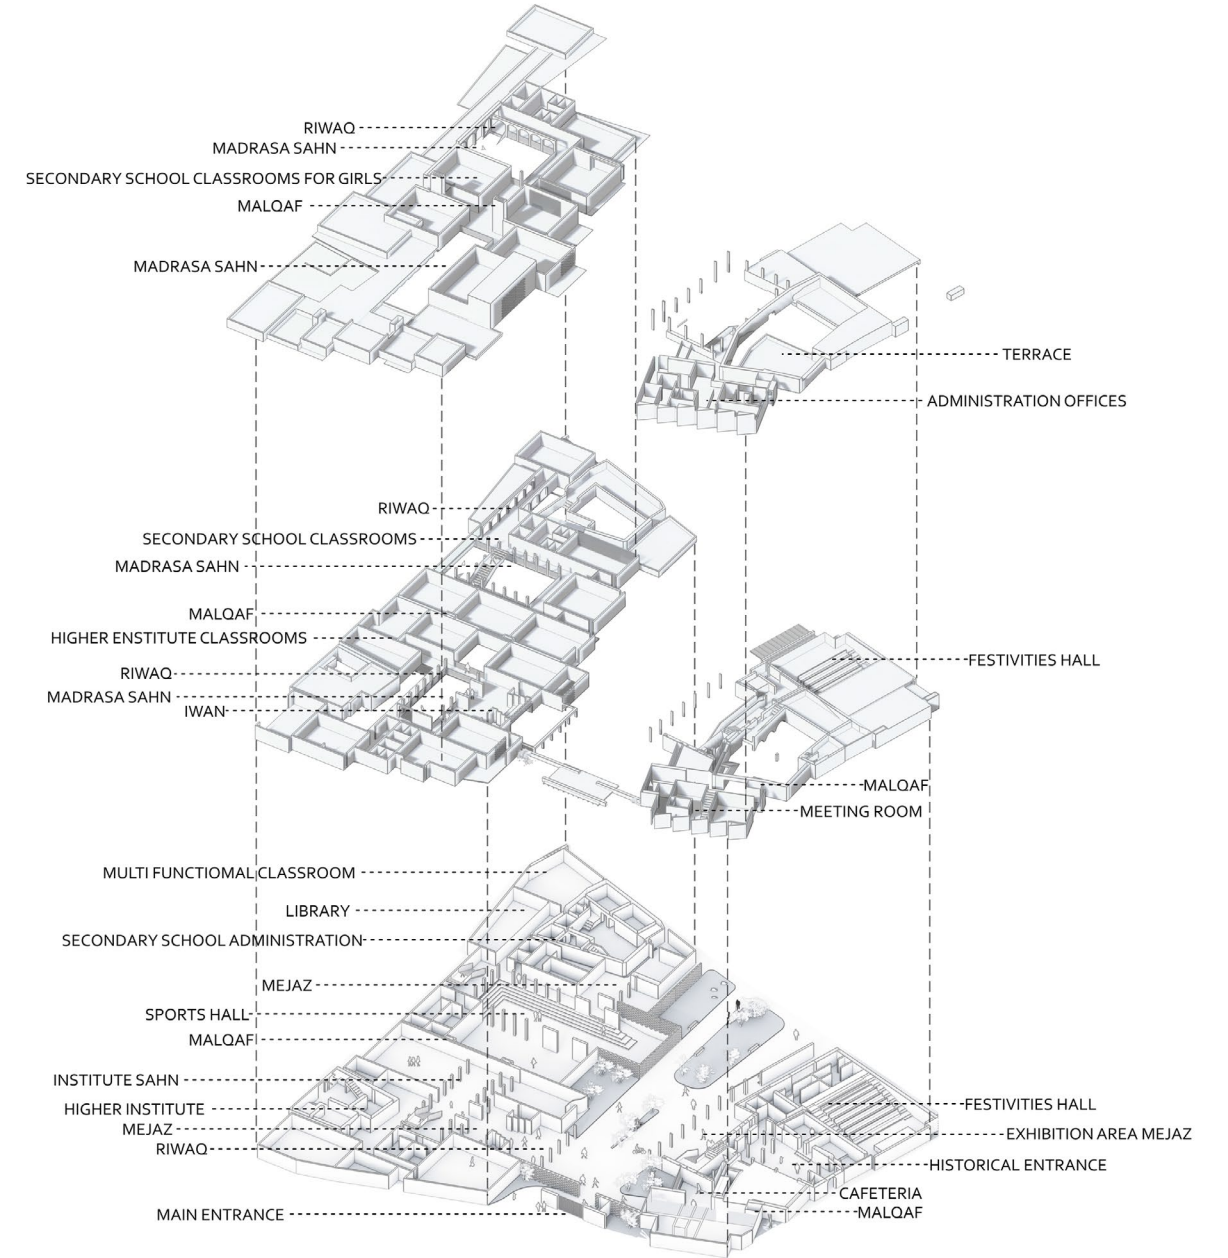 RIWAQ
MADRASA SAHN
SECONDARY SCHOOL CLASSROOMS FOR GIRLS
MALQAF
MADRASA SAHN
TERRACE
ADMINISTRATION OFFICES
RIWAQ
SECONDARY SCHOOL CLASSROOMS
MADRASA SAHN
MALQAF
HIGHER ENSTITUTE CLASSROOMS
RIWAQ
MADRASA SAHN
IWAN
FESTIVITIES HALL
MALQAF
MEETING ROOM
MULTI FUNCTIOMAL CLASSROOM
LIBRARY
SECONDARY SCHOOL ADMINISTRATION
MEJAZ
SPORTS HALL
MALQAF
INSTITUTE SAHN
HIGHER INSTITUTE
MEJAZ
RIWAQ
MAIN ENTRANCE
FESTIVITIES HALL
EXHIBITION AREA MEJAZ
HISTORICAL ENTRANCE
CAFETERIA
MALQAF